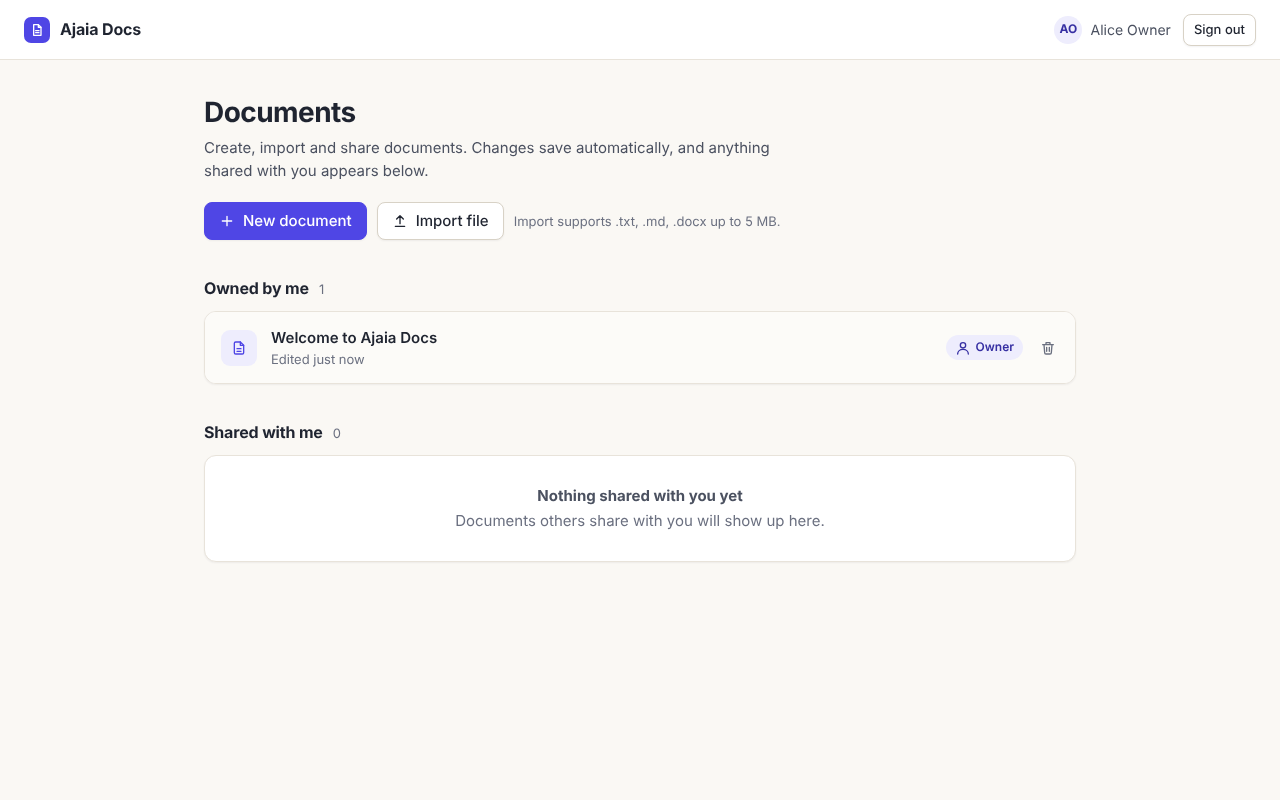 Ajaia Docs
AO Alice Owner Sign out
Documents
Create, import and share documents. Changes save automatically, and anything
shared with you appears below.
New document Import file Import supports .txt, .md, .docx up to 5 MB.
Owned by me 1
Welcome to Ajaia Docs
Edited just now
Owner
Shared with me 0
Nothing shared with you yet
Documents others share with you will show up here.